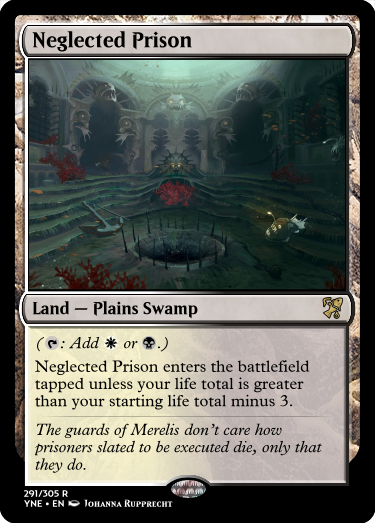 Neglected Prison
Land — Plains Swamp
( : Add or .)
Neglected Prison enters the battlefield
tapped unless your life total is greater
than your starting life total minus 3.
The guards of Merelis don't care how
prisoners slated to be executed die, only that
they do.
291/305 R
YNE • EN Johanna Rupprecht